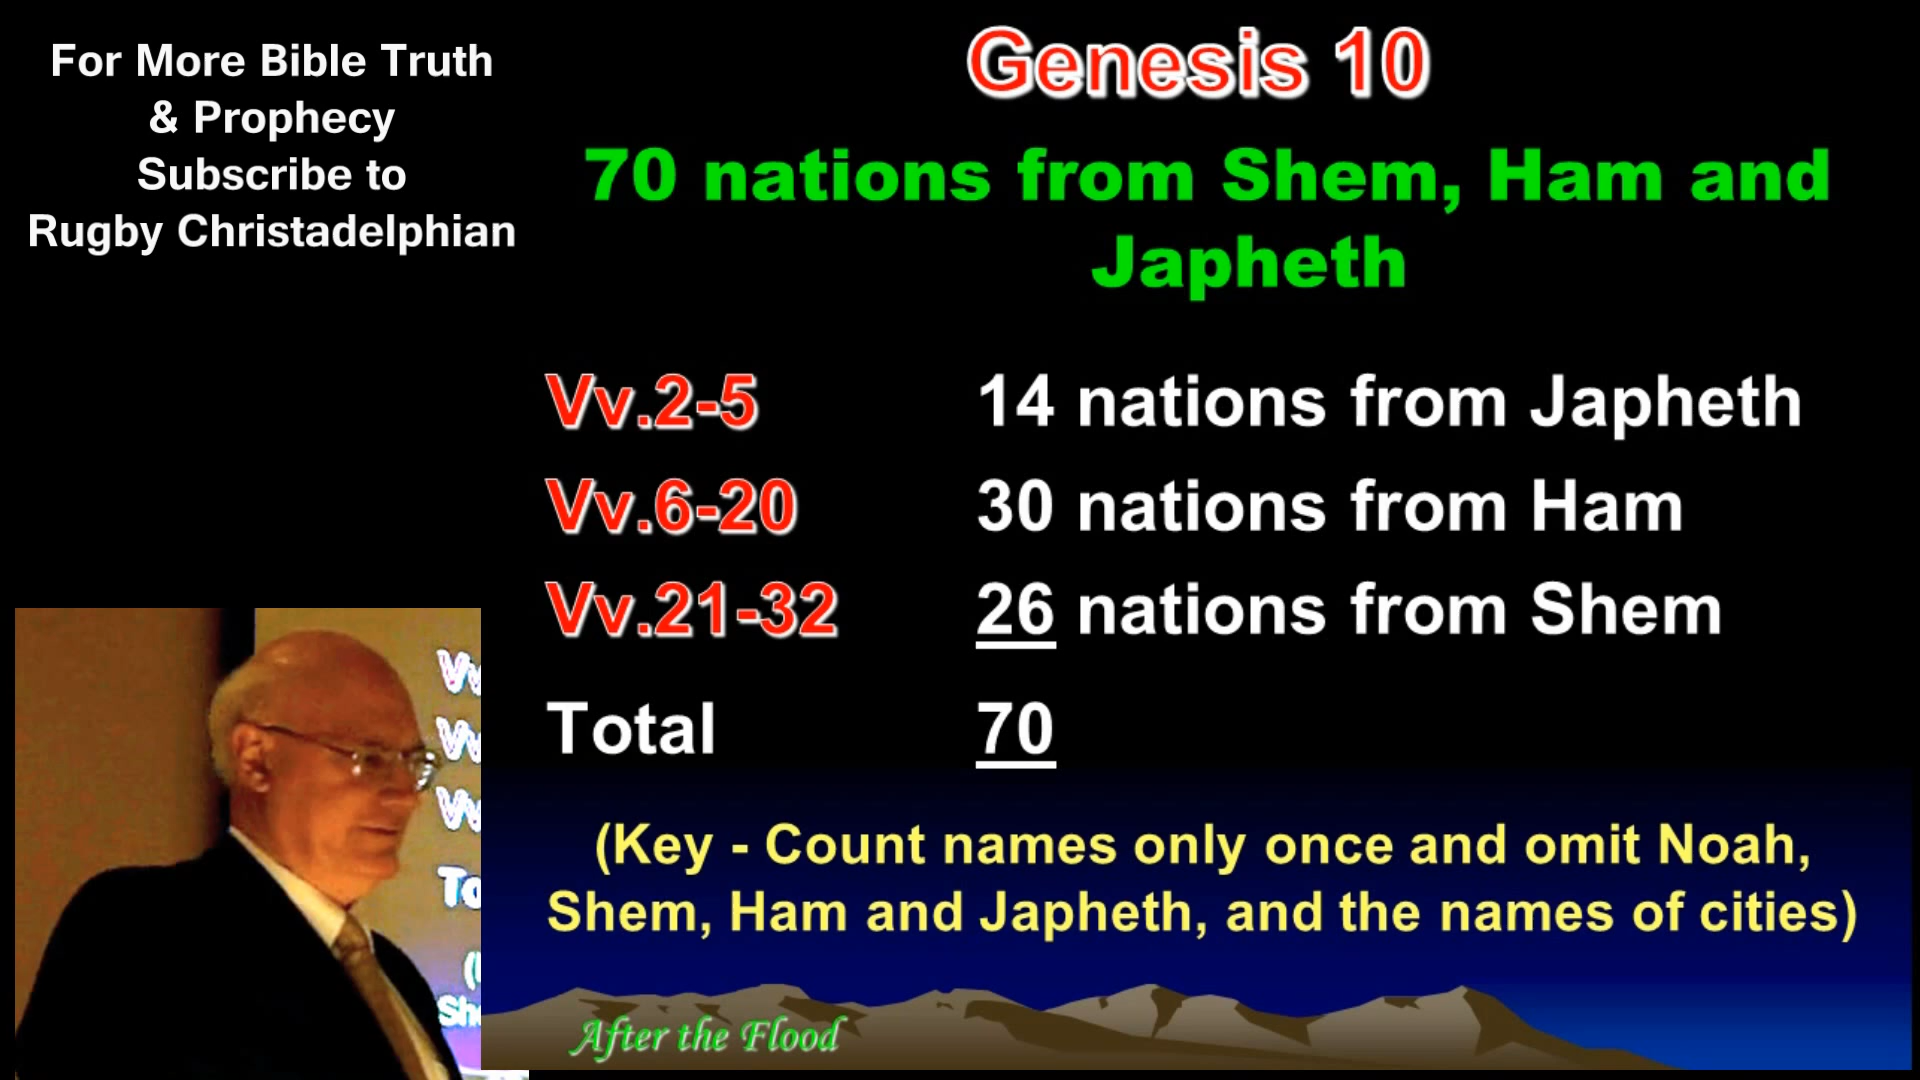 For More Bible Truth
& Prophecy
Subscribe to
Rugby Christadelphian
Genesis 10
70 nations from Shem, Ham and
Japheth
Vv.2-5 14 nations from Japheth
Vv.6-20 30 nations from Ham
Vv.21-32 26 nations from Shem
Total 70
(Key - Count names only once and omit Noah,
Shem, Ham and Japheth, and the names of cities)
After the Flood